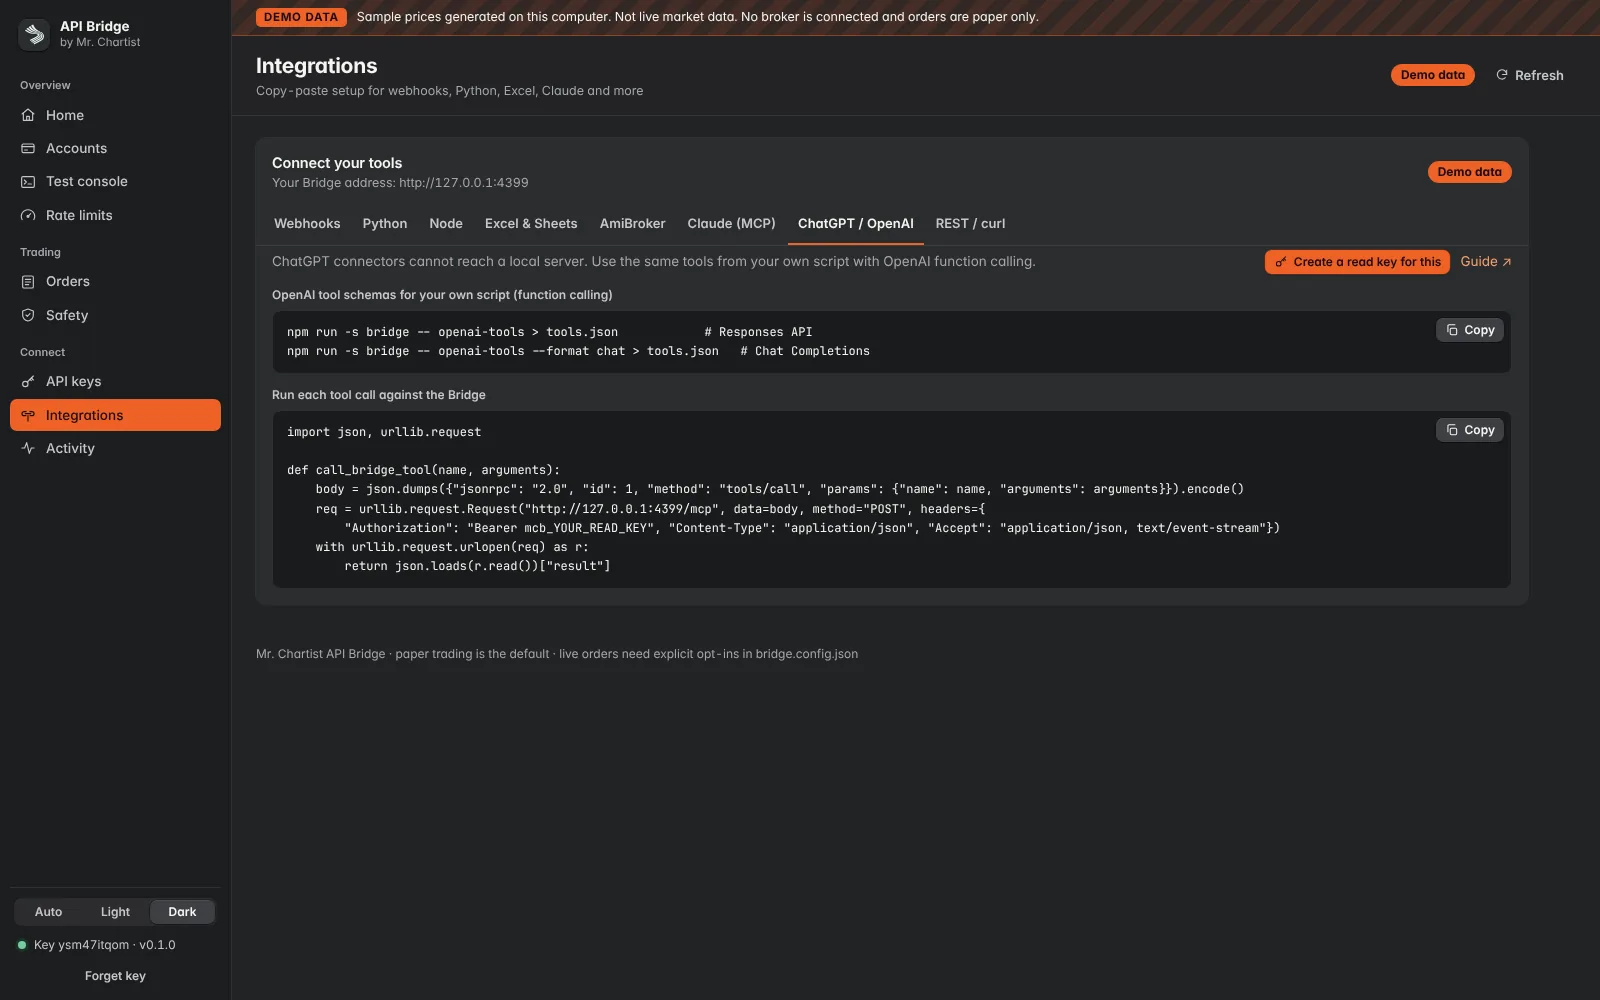 API Bridge
by Mr. Chartist
Overview
Home
Accounts
Test console
Rate limits
Trading
Orders
Safety
Connect
API keys
Integrations
Activity
Auto Light Dark
Key ysm47itqom · v0.1.0
Forget key
DEMO DATA Sample prices generated on this computer. Not live market data. No broker is connected and orders are paper only.
Integrations
Copy-paste setup for webhooks, Python, Excel, Claude and more
Demo data Refresh
Connect your tools
Your Bridge address: http://127.0.0.1:4399
Demo data
Webhooks Python Node Excel & Sheets AmiBroker Claude (MCP) ChatGPT / OpenAI REST / curl
ChatGPT connectors cannot reach a local server. Use the same tools from your own script with OpenAI function calling.
Create a read key for this Guide ↗
OpenAI tool schemas for your own script (function calling)
npm run -s bridge -- openai-tools > tools.json            # Responses API
npm run -s bridge -- openai-tools --format chat > tools.json   # Chat Completions
Copy
Run each tool call against the Bridge
Copy
import json, urllib.request
def call_bridge_tool(name, arguments):
    body = json.dumps({"jsonrpc": "2.0", "id": 1, "method": "tools/call", "params": {"name": name, "arguments": arguments}}).encode()
    req = urllib.request.Request("http://127.0.0.1:4399/mcp", data=body, method="POST", headers={
        "Authorization": "Bearer mcb_YOUR_READ_KEY", "Content-Type": "application/json", "Accept": "application/json, text/event-stream"})
    with urllib.request.urlopen(req) as r:
        return json.loads(r.read())["result"]
Mr. Chartist API Bridge · paper trading is the default · live orders need explicit opt-ins in bridge.config.json